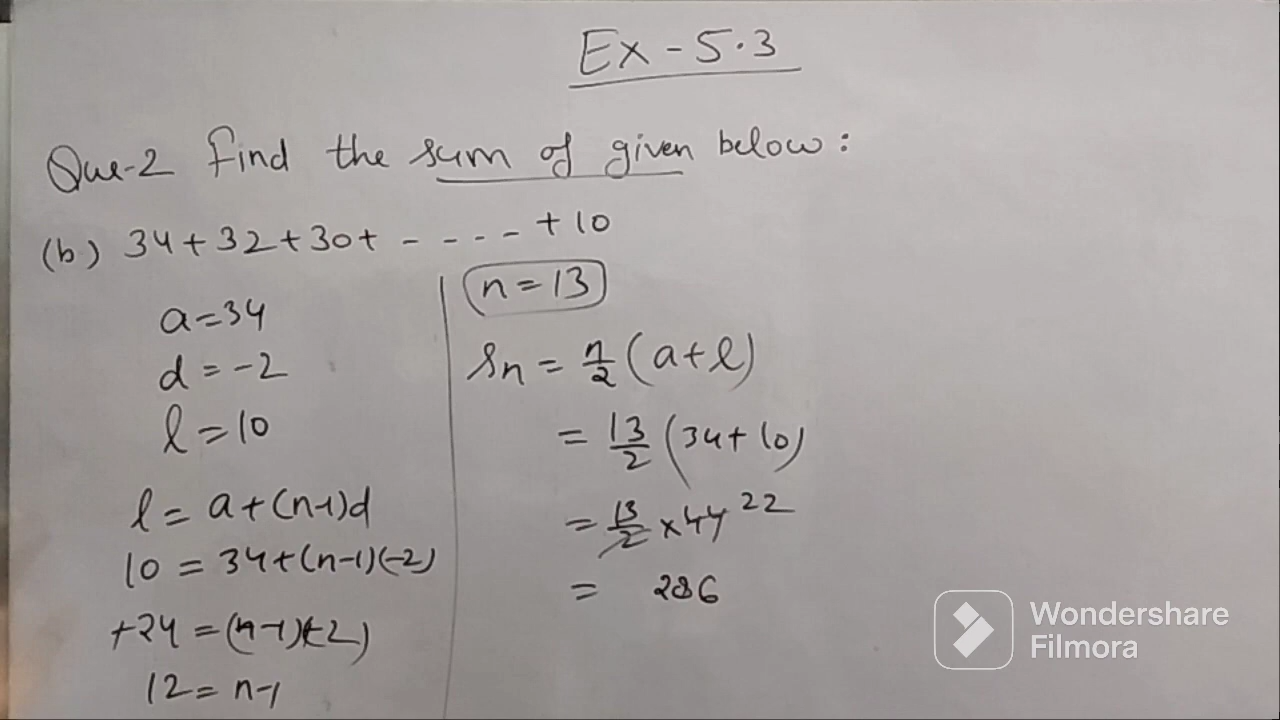 Ex - 5.3
Que-2 Find the sum of given below:
(b) 34+32+30+ - - - - - +10
a=34
d=-2
l=10
l=a+(n-1)d
10=34+(n-1)(-2)
+24=(n-1)(-2)
12=n-1
n=13
Sn=n/2(a+l)
=13/2(34+10)
=13/2×44 22
= 286
Wondershare
Filmora